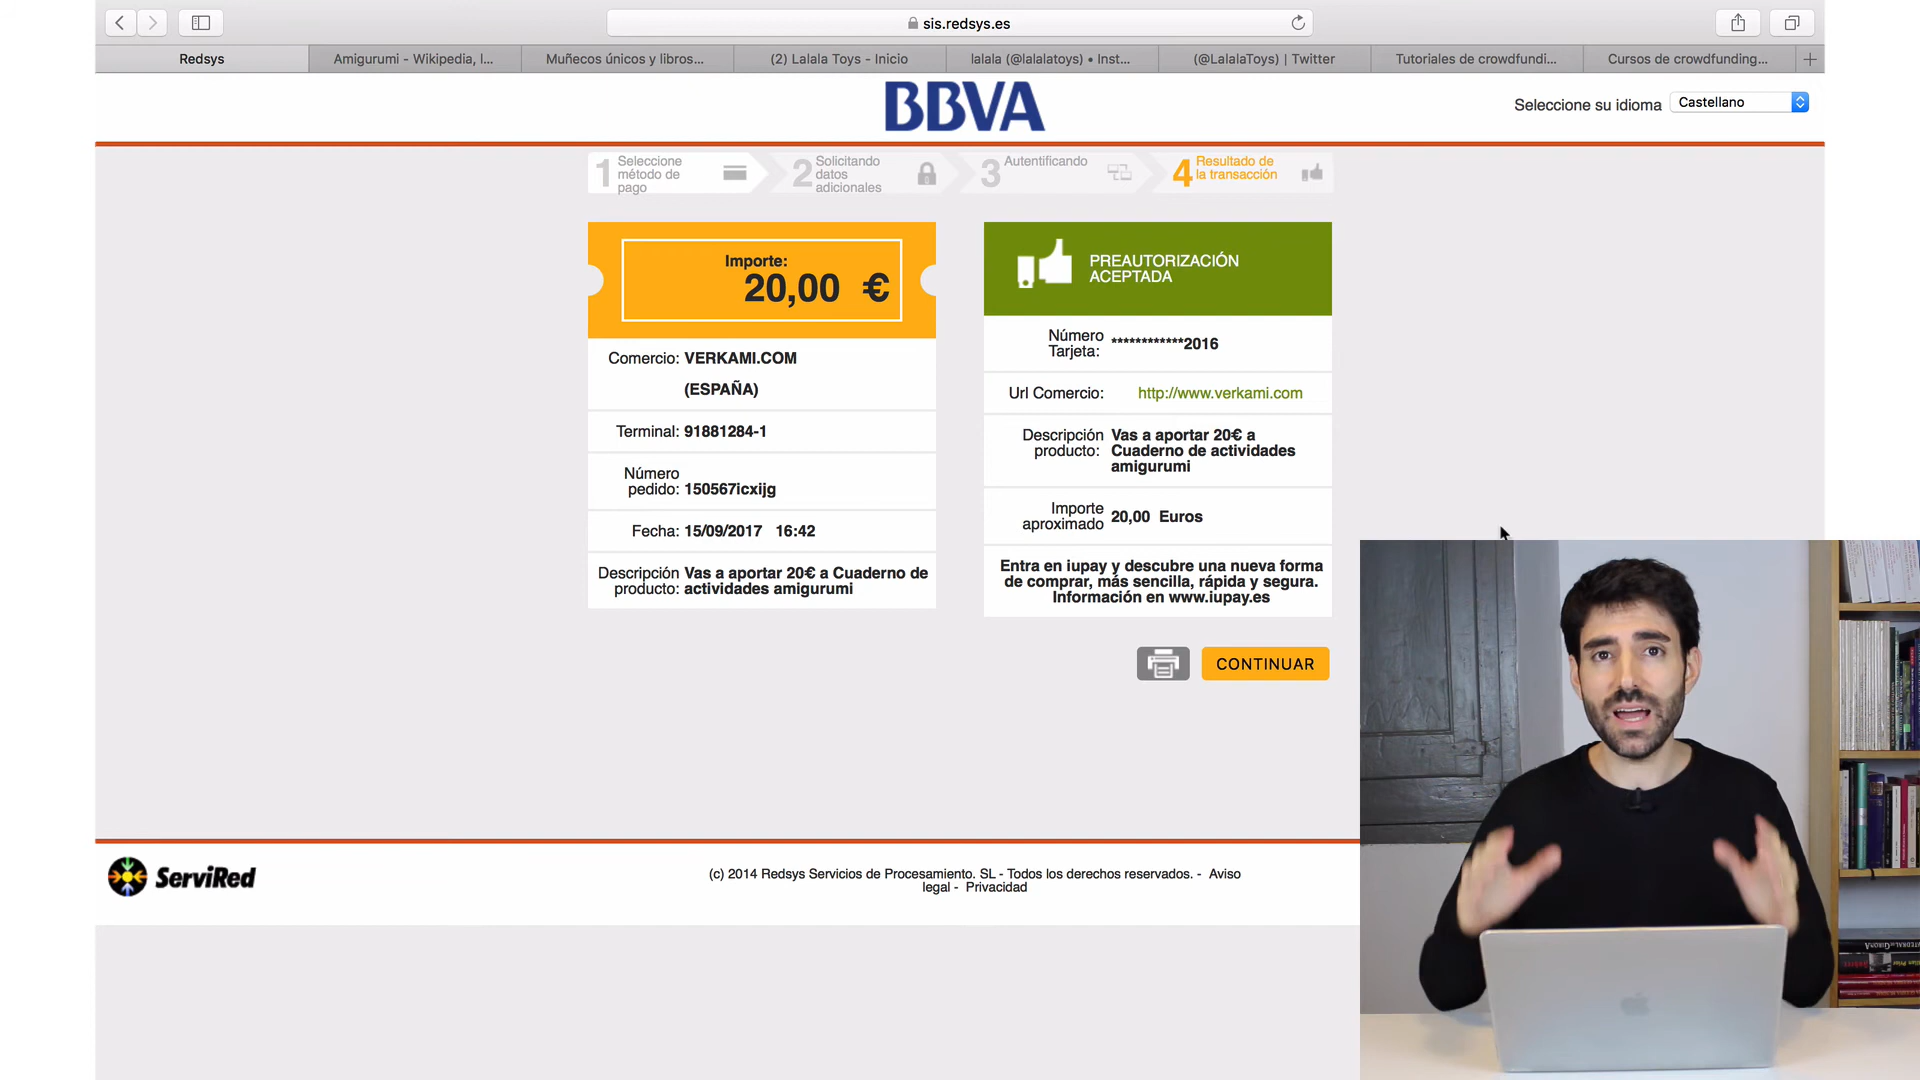 sis.redsys.es
Redsys
Amigurumi - Wikipedia, l...
Muñecos únicos y libros...
(2) Lalala Toys - Inicio
lalala (@lalalatoys) • Inst...
(@LalalaToys) | Twitter
Tutoriales de crowdfundi...
Cursos de crowdfunding...
BBVA
Seleccione su idioma
Castellano
1 Seleccione
método de
pago
2 Solicitando
datos
adicionales
3 Autentificando
4 Resultado de
la transacción
Importe:
20,00 €
Comercio: VERKAMI.COM
(ESPAÑA)
Terminal: 91881284-1
Número
pedido: 150567icxijg
Fecha: 15/09/2017 16:42
Descripción Vas a aportar 20€ a Cuaderno de
producto: actividades amigurumi
PREAUTORIZACIÓN
ACEPTADA
Número
Tarjeta: ************2016
Url Comercio: http://www.verkami.com
Descripción Vas a aportar 20€ a
producto: Cuaderno de actividades
amigurumi
Importe
aproximado 20,00 Euros
Entra en iupay y descubre una nueva forma
de comprar, más sencilla, rápida y segura.
Información en www.iupay.es
CONTINUAR
ServiRed
(c) 2014 Redsys Servicios de Procesamiento. SL - Todos los derechos reservados. - Aviso
legal - Privacidad